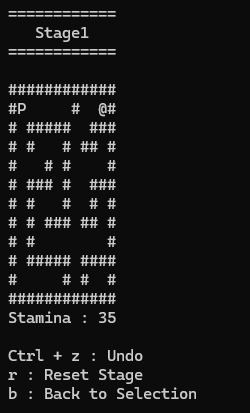 ============
   Stage1
============
############
#P     #  @#
# #####  ###
# #   # ## #
#   # #    #
# ### #  ###
# #   #  # #
# # ### ## #
# #        #
# ##### ####
#     # #  #
############
Stamina : 35
Ctrl + z : Undo
r : Reset Stage
b : Back to Selection